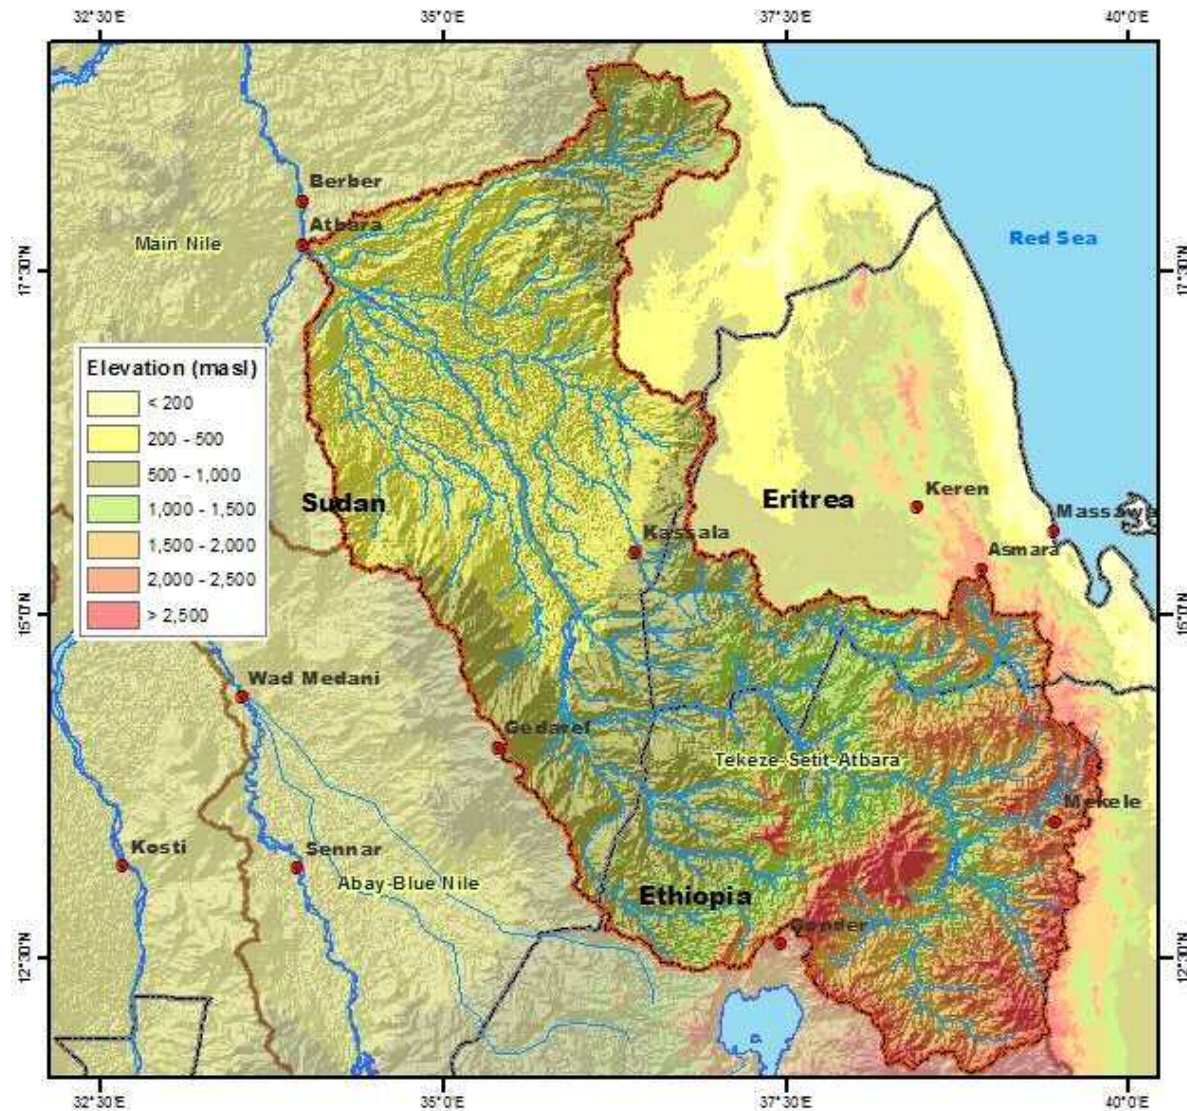 32°30'E 35°0'E 37°30'E 40°0'E
Berber
Atbara
Main Nile
Red Sea
17°30'N
17°30'N
Elevation (masl)
< 200
200 - 500
500 - 1,000
1,000 - 1,500
1,500 - 2,000
2,000 - 2,500
> 2,500
Sudan
Eritrea
Keren
Massawa
Kassala
Asmara
15°0'N
15°0'N
Wad Medani
Gedaref
Tekeze-Setit-Atbara
Mekele
Kosti
Sennar
Abay-Blue Nile
Ethiopia
Gonder
12°30'N
12°30'N
32°30'E 35°0'E 37°30'E 40°0'E